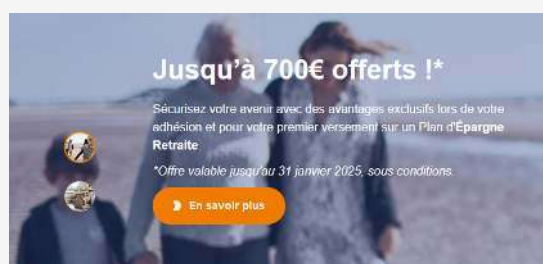 Jusqu'à 700€ offerts !*
Sécurisez votre avenir avec des avantages exclusifs lors de votre
adhésion et pour votre premier versement sur un Plan d'Épargne
Retraite
*Offre valable jusqu'au 31 janvier 2025, sous conditions.
En savoir plus